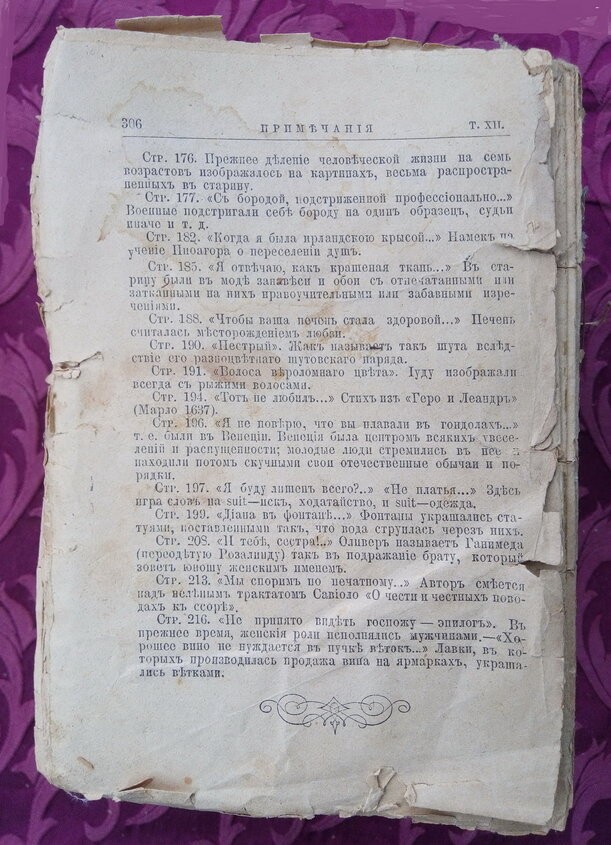 306
ПРИМѢЧАНІЯ
Т. XII.
Стр. 176. Прежнее дѣленіе человѣческой жизни на семь
возрастовъ изображалось на картинахъ, весьма распростра-
ненныхъ въ старину.
Стр. 177. «Съ бородой, подстриженной профессіонально...»
Военные подстригали себѣ бороду на одинъ образецъ, судьи
иначе и т. д.
Стр. 182. «Когда я была ирландскою крысой...» Намекъ на
ученіе Пиѳагора о переселеніи душъ.
Стр. 185. «Я отвѣчаю, какъ крашеная ткань...» Въ ста-
рину были въ модѣ занавѣси и обои съ отпечатанными или
затканными на нихъ нравоучительными или забавными изре-
ченіями.
Стр. 188. «Чтобы ваша печень стала здоровой...» Печень
считалась мѣсторожденіемъ любви.
Стр. 190. «Пестрый». Жакъ называетъ такъ шута вслѣд-
ствіе его разноцвѣтнаго шутовскаго наряда.
Стр. 191. «Волоса вѣроломнаго цвѣта». Іуду изображали
всегда съ рыжими волосами.
Стр. 194. «Тотъ не любилъ...» Стихъ изъ «Геро и Леандръ»
(Марло 1637).
Стр. 196. «Я не повѣрю, что вы плавали въ гондолахъ...»
т. е. были въ Венеціи. Венеція была центромъ всякихъ увесе-
леній и распущенности; молодые люди стремились въ нее и
находили потомъ скучными свои отечественные обычаи и по-
рядки.
Стр. 197. «Я буду лишенъ всего?..» «Не платья...» Здѣсь
игра словъ на suit—искъ, ходатайство, и suit—одежда.
Стр. 199. «Діана въ фонтанѣ...» Фонтаны украшались ста-
туями, поставленными такъ, что вода струилась черезъ нихъ.
Стр. 208. «И тебѣ, сестра!..» Оливеръ называетъ Ганимеда
(переодѣтую Розалинду) такъ въ подражаніе брату, который
зоветъ юношу женскимъ именемъ.
Стр. 213. «Мы споримъ по печатному...» Авторъ смѣется
надъ нелѣпымъ трактатомъ Савіоло «О чести и честныхъ пово-
дахъ къ ссорѣ».
Стр. 216. «Не принято видѣть госпожу—эпилогъ». Въ
прежнее время, женскія роли исполнялись мужчинами.—«Хо-
рошее вино не нуждается въ пучкѣ вѣтокъ...» Лавки, въ ко-
торыхъ производилась продажа вина на ярмаркахъ, украша-
лись вѣтками.